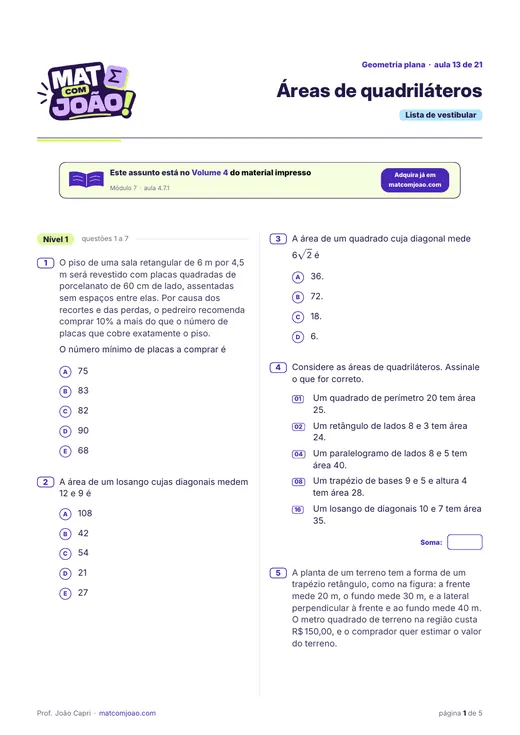 MAT
COM
JOÃO!
Σ
Geometria plana · aula 13 de 21
Áreas de quadriláteros
Lista de vestibular
Este assunto está no Volume 4 do material impresso
Módulo 7 · aula 4.7.1
Adquira já em
matcomjoao.com
Nível 1 questões 1 a 7
1 O piso de uma sala retangular de 6 m por 4,5
m será revestido com placas quadradas de
porcelanato de 60 cm de lado, assentadas
sem espaços entre elas. Por causa dos
recortes e das perdas, o pedreiro recomenda
comprar 10% a mais do que o número de
placas que cobre exatamente o piso.
O número mínimo de placas a comprar é
A 75
B 83
C 82
D 90
E 68
2 A área de um losango cujas diagonais medem
12 e 9 é
A 108
B 42
C 54
D 21
E 27
3 A área de um quadrado cuja diagonal mede
6√2 é
A 36.
B 72.
C 18.
D 6.
4 Considere as áreas de quadriláteros. Assinale
o que for correto.
01 Um quadrado de perímetro 20 tem área
25.
02 Um retângulo de lados 8 e 3 tem área
24.
04 Um paralelogramo de lados 8 e 5 tem
área 40.
08 Um trapézio de bases 9 e 5 e altura 4
tem área 28.
16 Um losango de diagonais 10 e 7 tem área
35.
Soma:
5 A planta de um terreno tem a forma de um
trapézio retângulo, como na figura: a frente
mede 20 m, o fundo mede 30 m, e a lateral
perpendicular à frente e ao fundo mede 40 m.
O metro quadrado de terreno na região custa
R$ 150,00, e o comprador quer estimar o valor
do terreno.
Prof. João Capri · matcomjoao.com
página 1 de 5